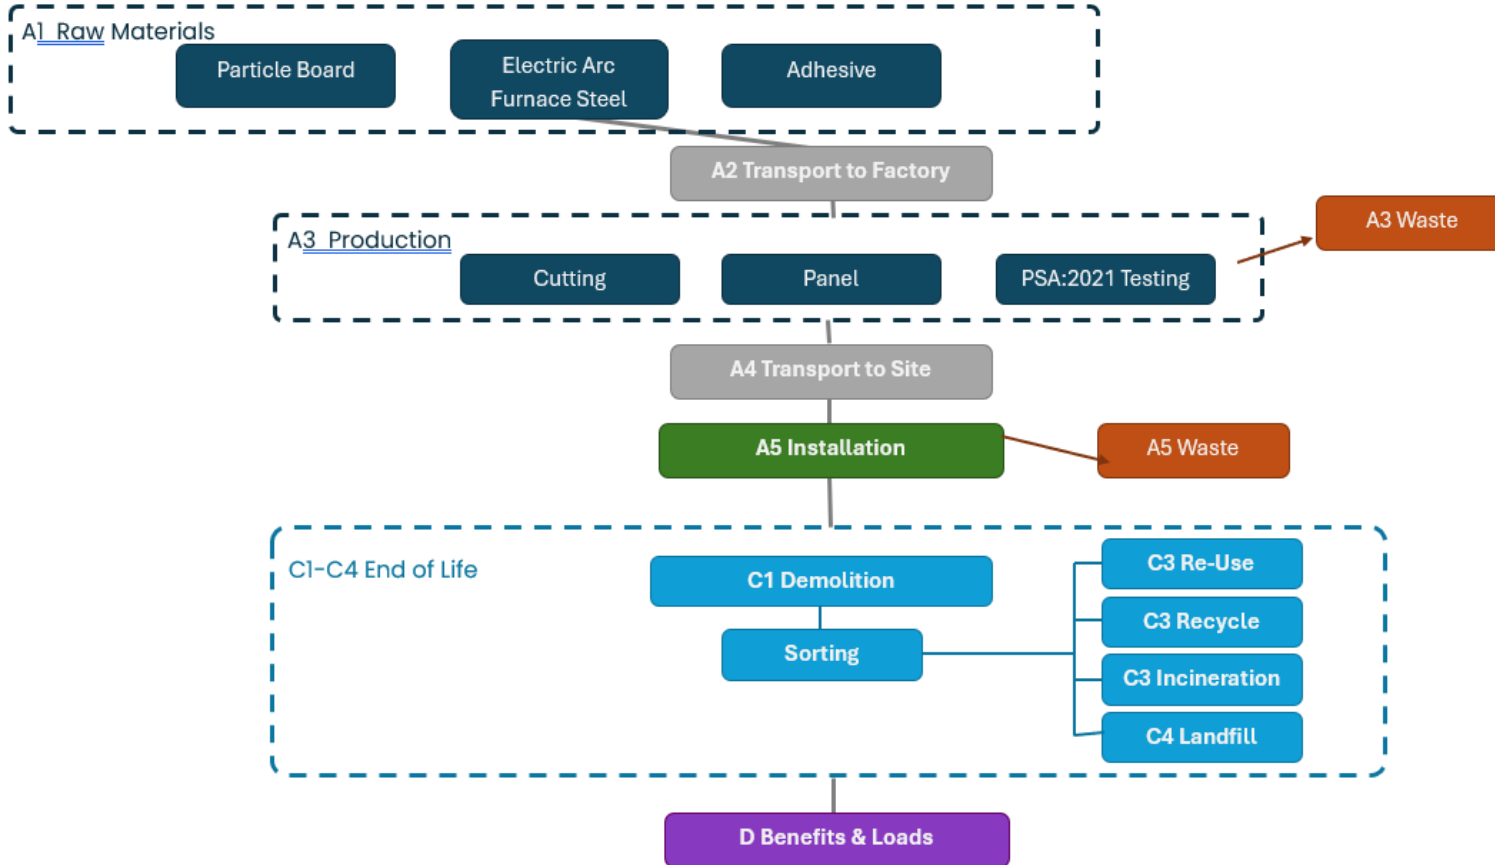 A1 Raw Materials
Particle Board
Electric Arc
Furnace Steel
Adhesive
A2 Transport to Factory
A3 Production
A3 Waste
Cutting
Panel
PSA:2021 Testing
A4 Transport to Site
A5 Installation
A5 Waste
C1-C4 End of Life
C1 Demolition
C3 Re-Use
C3 Recycle
Sorting
C3 Incineration
C4 Landfill
D Benefits & Loads